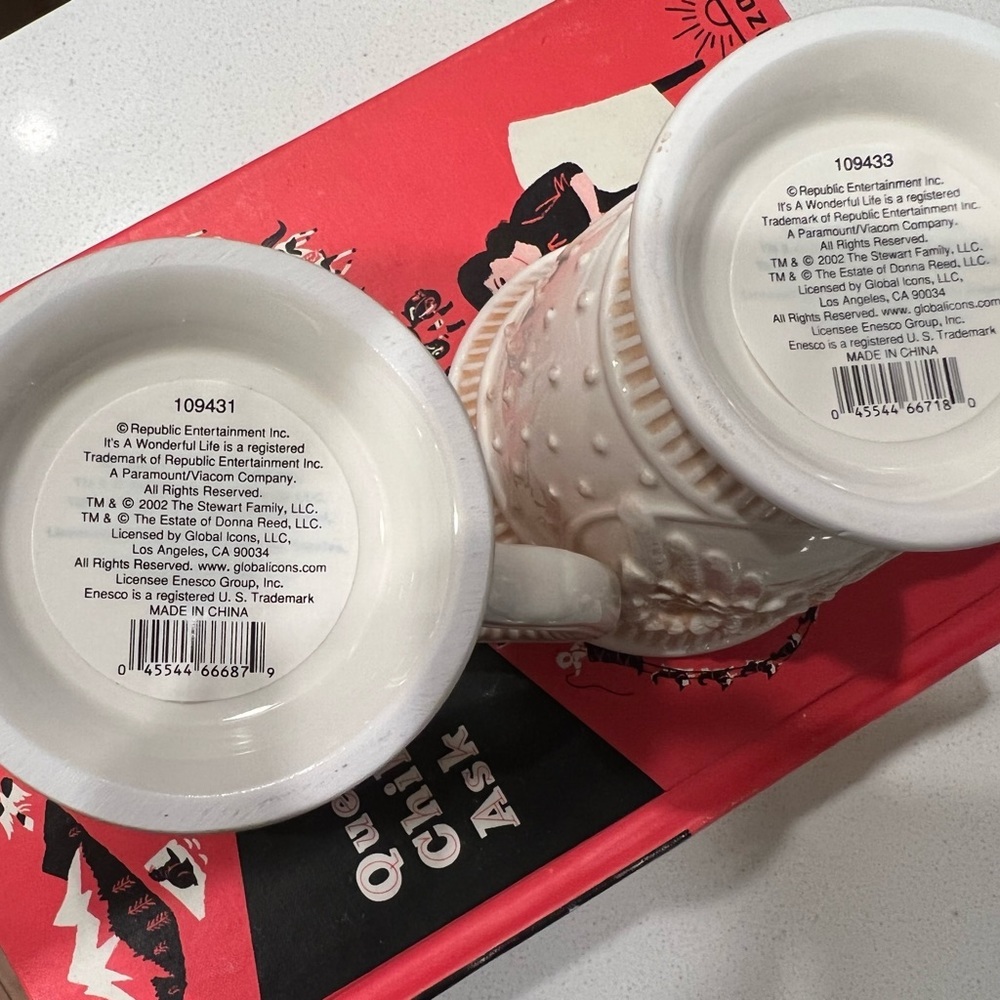 109431
© Republic Entertainment Inc.
It's A Wonderful Life is a registered
Trademark of Republic Entertainment Inc.
A Paramount/Viacom Company.
All Rights Reserved.
TM & © 2002 The Stewart Family, LLC.
TM & © The Estate of Donna Reed, LLC.
Licensed by Global Icons, LLC,
Los Angeles, CA 90034
All Rights Reserved. www. globalicons.com
Licensee Enesco Group, Inc.
Enesco is a registered U. S. Trademark
MADE IN CHINA
0 45544 66687 9
109433
© Republic Entertainment Inc.
It's A Wonderful Life is a registered
Trademark of Republic Entertainment Inc.
A Paramount/Viacom Company.
All Rights Reserved.
TM & © 2002 The Stewart Family, LLC.
TM & © The Estate of Donna Reed, LLC.
Licensed by Global Icons, LLC,
Los Angeles, CA 90034
All Rights Reserved. www. globalicons.com
Licensee Enesco Group, Inc.
Enesco is a registered U. S. Trademark
MADE IN CHINA
0 45544 66718 0
Que
Chil
Ask